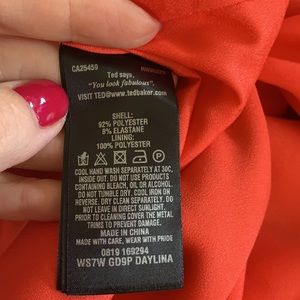 CA25459
Ted says,
"You look fabulous".
VISIT TED@www.tedbaker.com
SHELL:
92% POLYESTER
8% ELASTANE
LINING:
100% POLYESTER
COOL HAND WASH SEPARATELY AT 30C,
INSIDE OUT. DO NOT USE PRODUCTS
CONTAINING BLEACH, OIL OR ALCOHOL.
DO NOT TUMBLE DRY. COOL IRON ON
REVERSE. DRY CLEAN SEPARATELY. DO
NOT LEAVE IN DIRECT SUNLIGHT.
PRIOR TO CLEANING COVER THE METAL
TRIMS TO PREVENT DISCOLORATION.
MADE IN CHINA
MADE WITH CARE, WEAR WITH PRIDE
0819 169294
WS7W GD9P DAYLINA